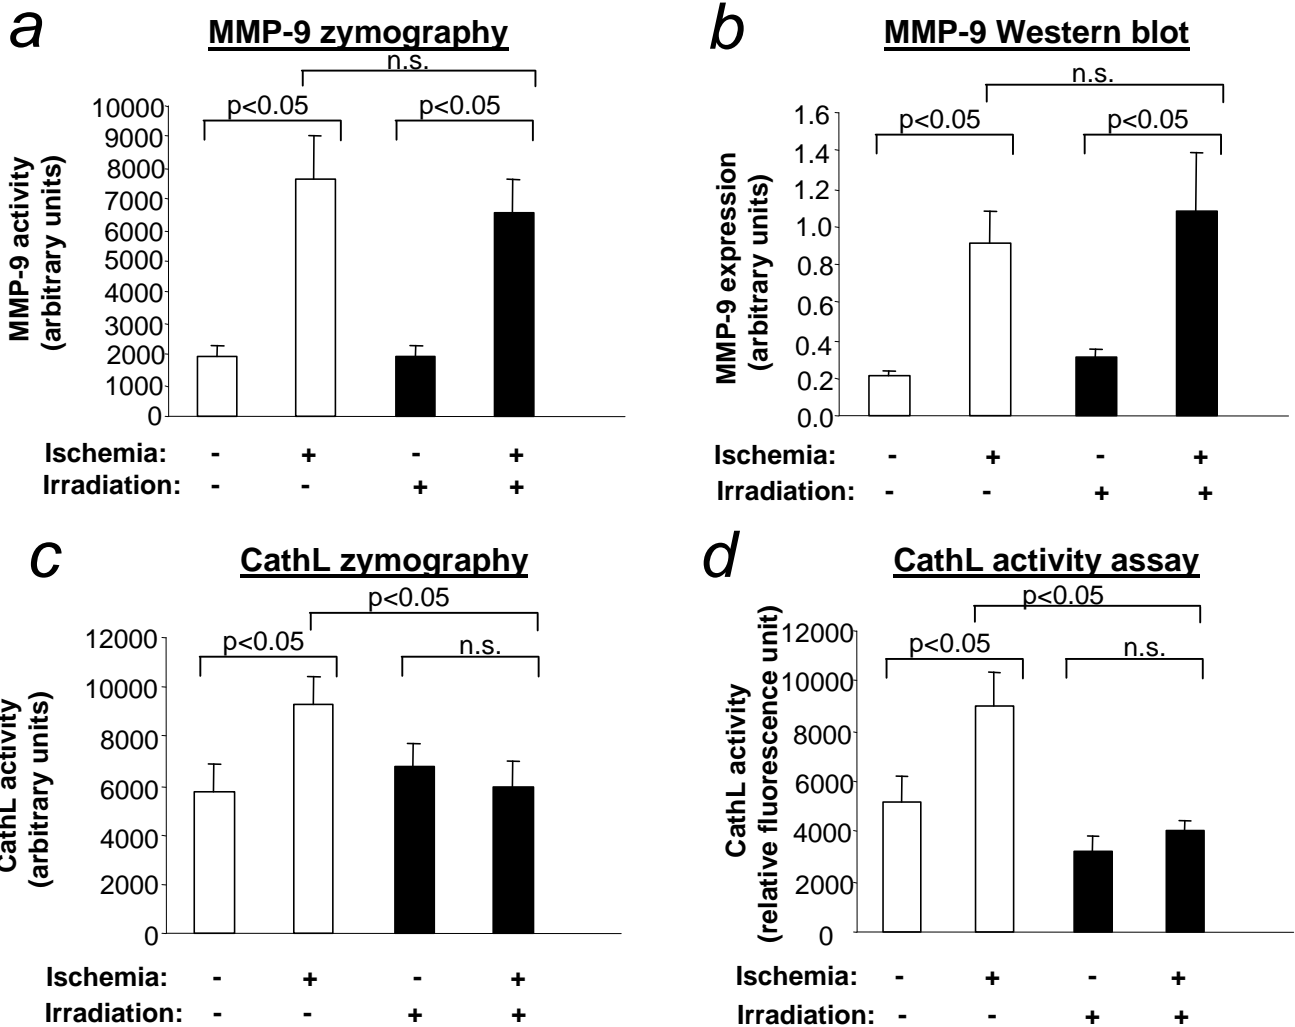 a
MMP-9 zymography
n.s.
p<0.05
p<0.05
10000
9000
8000
7000
6000
5000
4000
3000
2000
1000
0
MMP-9 activity
(arbitrary units)
Ischemia: - + - +
Irradiation: - - + +
b
MMP-9 Western blot
n.s.
p<0.05
p<0.05
1.6
1.4
1.2
1.0
0.8
0.6
0.4
0.2
0.0
MMP-9 expression
(arbitrary units)
Ischemia: - + - +
Irradiation: - - + +
c
CathL zymography
p<0.05
p<0.05
n.s.
12000
10000
8000
6000
4000
2000
0
CathL activity
(arbitrary units)
Ischemia: - + - +
Irradiation: - - + +
d
CathL activity assay
p<0.05
p<0.05
n.s.
12000
10000
8000
6000
4000
2000
0
CathL activity
(relative fluorescence unit)
Ischemia: - + - +
Irradiation: - - + +